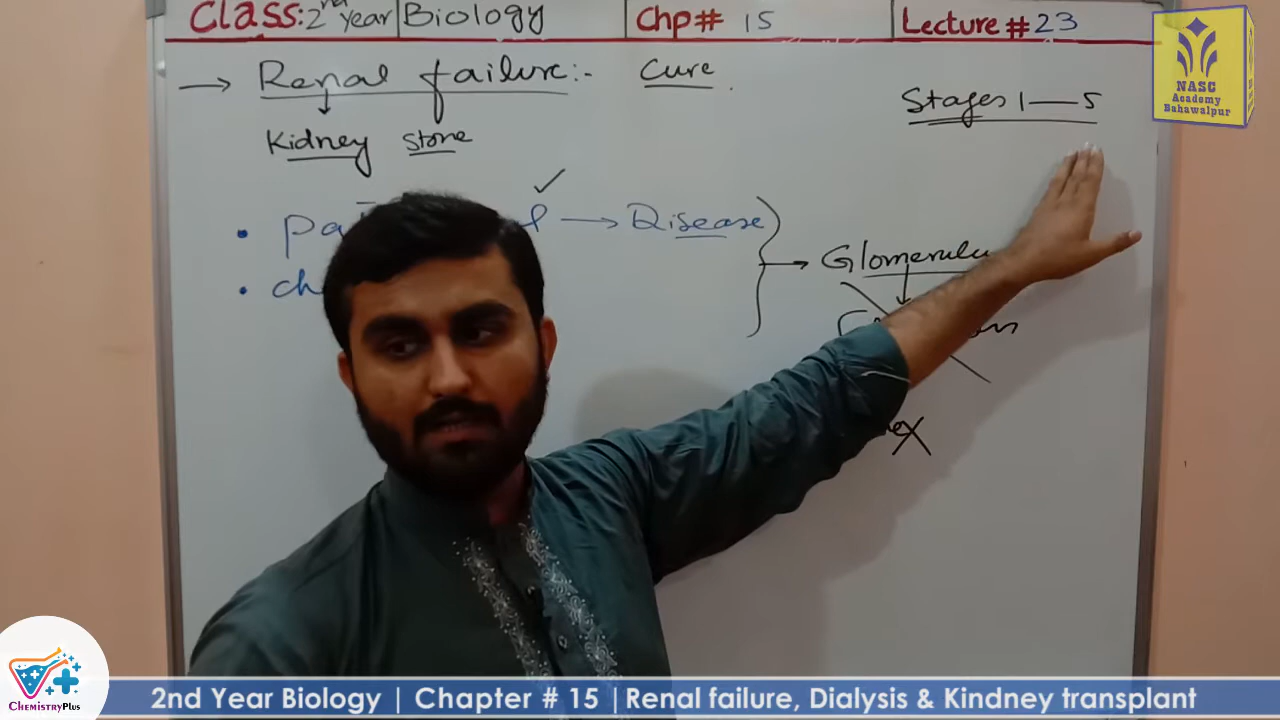 Class: 2nd Year Biology Chp# 15 Lecture #23
→ Renal failure:- Cure.
Stages 1—5
Kidney stone
→ Disease
→ Glomerulu
NASG
Academy
Bahawalpur
ChemistryPlus
2nd Year Biology | Chapter # 15 | Renal failure, Dialysis & Kindney transplant